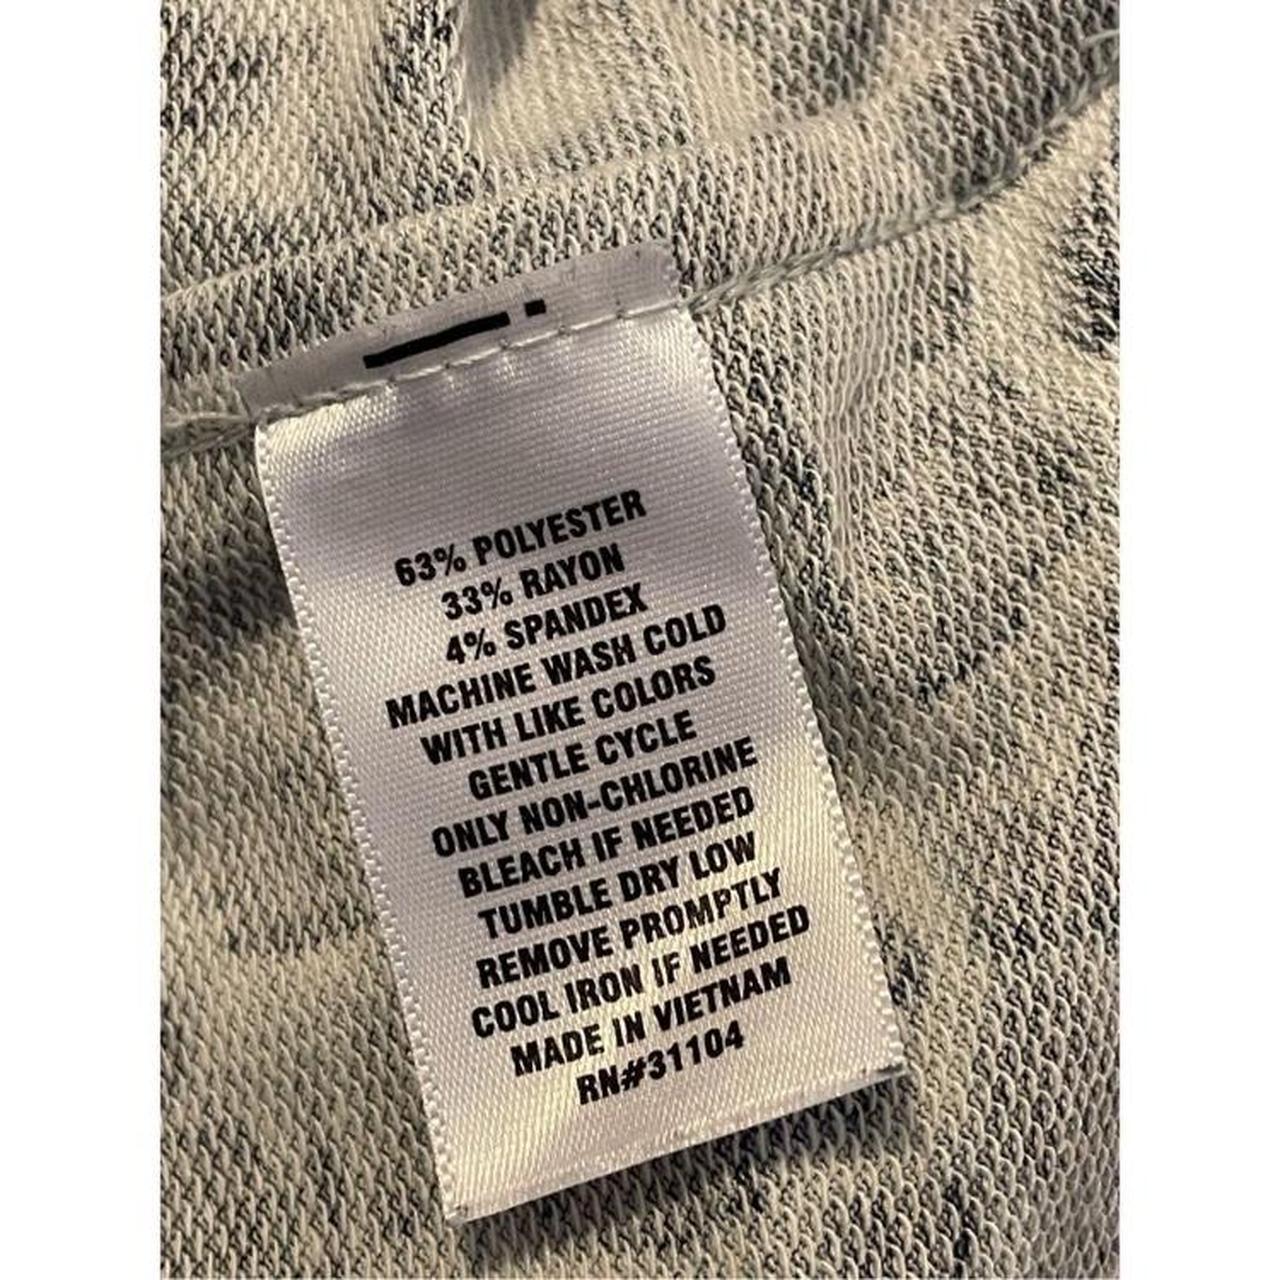 63% POLYESTER
33% RAYON
4% SPANDEX
MACHINE WASH COLD
WITH LIKE COLORS
GENTLE CYCLE
ONLY NON-CHLORINE
BLEACH IF NEEDED
TUMBLE DRY LOW
REMOVE PROMPTLY
COOL IRON IF NEEDED
MADE IN VIETNAM
RN#31104